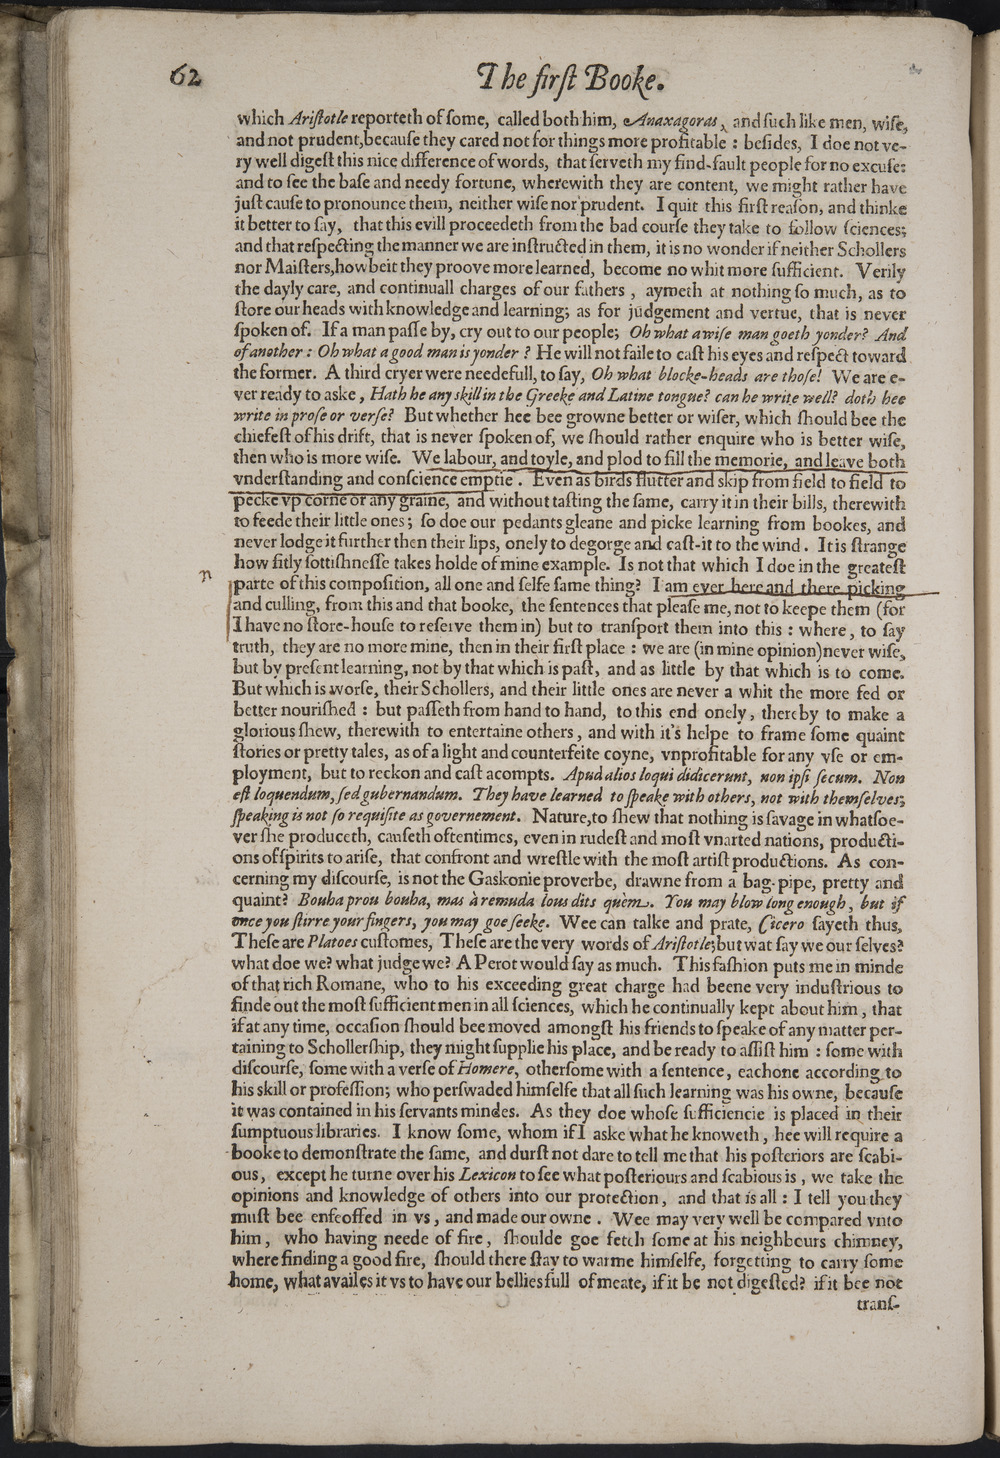 62
The firſt Booke.
which Ariſtotle reporteth of ſome, called both him, Anaxagoras, and ſuch like men, wiſe,
and not prudent,becauſe they cared not for things more profitable : beſides, I doe not ve-
ry well digeſt this nice difference of words, that ſerveth my find-fault people for no excuſe:
and to ſee the baſe and needy fortune, wherewith they are content, we might rather have
juſt cauſe to pronounce them, neither wiſe nor prudent. I quit this firſt reaſon, and thinke
it better to ſay, that this evill proceedeth from the bad courſe they take to follow ſciences;
and that reſpecting the manner we are inſtructed in them, it is no wonder if neither Schollers
nor Maiſters,howbeit they proove more learned, become no whit more ſufficient. Verily
the dayly care, and continuall charges of our fathers , aymeth at nothing ſo much, as to
ſtore our heads with knowledge and learning; as for judgement and vertue, that is never
ſpoken of. If a man paſſe by, cry out to our people; Oh what a wiſe man goeth yonder? And
of another : Oh what a good man is yonder ? He will not faile to caſt his eyes and reſpect toward
the former. A third cryer were needefull, to ſay, Oh what blocke-heads are thoſe! We are e-
ver ready to aske , Hath he any skill in the Greeke and Latine tongue? can he write well? doth hee
write in proſe or verſe? But whether hee bee growne better or wiſer, which ſhould bee the
chiefeſt of his drift, that is never ſpoken of, we ſhould rather enquire who is better wiſe,
then who is more wiſe. We labour, and toyle, and plod to fill the memorie, and leave both
vnderſtanding and conſcience emptie . Even as birds flutter and skip from field to field to
pecke vp corne or any graine, and without taſting the ſame, carry it in their bills, therewith
to feede their little ones ; ſo doe our pedants gleane and picke learning from bookes, and
never lodge it further then their lips, onely to degorge and caſt-it to the wind . It is ſtrange
how fitly ſottiſhneſſe takes holde of mine example. Is not that which I doe in the greateſt
n
parte of this compoſition, all one and ſelfe ſame thing? I am ever here and there picking
and culling, from this and that booke, the ſentences that pleaſe me, not to keepe them (for
I have no ſtore-houſe to reſerve them in) but to tranſport them into this : where , to ſay
truth, they are no more mine, then in their firſt place : we are (in mine opinion)never wiſe,
but by preſent learning, not by that which is paſt, and as little by that which is to come.
But which is worſe, their Schollers, and their little ones are never a whit the more fed or
better nouriſhed : but paſſeth from hand to hand, to this end onely, thereby to make a
glorious ſhew, therewith to entertaine others , and with it's helpe to frame ſome quaint
ſtories or pretty tales, as of a light and counterfeite coyne, vnprofitable for any vſe or em-
ployment, but to reckon and caſt acompts. Apud alios loqui didicerunt, non ipſi ſecum. Non
eſt loquendum, ſed gubernandum. They have learned to ſpeake with others, not with themſelves;
ſpeaking is not ſo requiſite as governement. Nature,to ſhew that nothing is ſavage in whatſoe-
ver ſhe produceth, cauſeth oftentimes, even in rudeſt and moſt vnarted nations, producti-
ons of ſpirits to ariſe, that confront and wreſtle with the moſt artiſt productions. As con-
cerning my diſcourſe, is not the Gaskonie proverbe, drawne from a bag-pipe, pretty and
quaint? Bouha prou bouha, mas à remuda lous dits quèm. You may blow long enough , but if
once you ſtirre your fingers, you may goe ſeeke. Wee can talke and prate, Cicero ſayeth thus,
Theſe are Platoes cuſtomes, Theſe are the very words of Ariſtotle;but wat ſay we our ſelves?
what doe we? what judge we? A Perot would ſay as much. This faſhion puts me in minde
of that rich Romane, who to his exceeding great charge had beene very induſtrious to
finde out the moſt ſufficient men in all ſciences, which he continually kept about him , that
if at any time, occaſion ſhould bee moved amongſt his friends to ſpeake of any matter per-
taining to Schollerſhip, they might ſupplie his place, and be ready to aſſiſt him : ſome with
diſcourſe, ſome with a verſe of Homere, otherſome with a ſentence, each one according to
his skill or profeſſion; who perſwaded himſelfe that all ſuch learning was his owne, becauſe
it was contained in his ſervants mindes. As they doe whoſe ſufficiencie is placed in their
ſumptuous libraries. I know ſome, whom if I aske what he knoweth , hee will require a
booke to demonſtrate the ſame, and durſt not dare to tell me that his poſteriors are ſcabi-
ous, except he turne over his Lexicon to ſee what poſteriours and ſcabious is , we take the
opinions and knowledge of others into our protection, and that is all : I tell you they
muſt bee enfeoffed in vs , and made our owne . Wee may very well be compared vnto
him , who having neede of fire , ſhoulde goe fetch ſome at his neighbours chimney,
where finding a good fire, ſhould there ſtay to warme himſelfe, forgetting to carry ſome
home, what availes it vs to have our bellies full of meate, if it be not digeſted? if it bee not
tranſ-